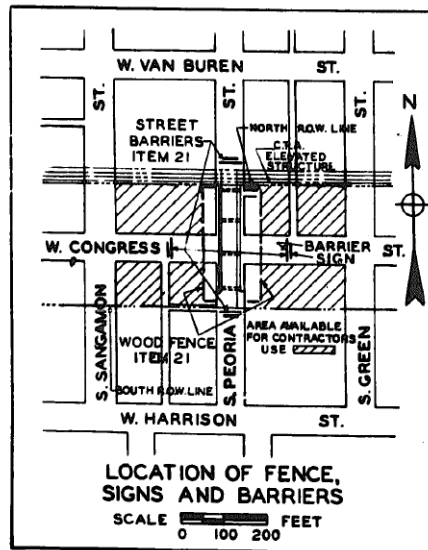 W. VAN BUREN ST.
ST.
ST.
ST.
N
STREET
BARRIERS
ITEM 21
NORTH R.O.W. LINE
C.T.A.
ELEVATED
STRUCTURE
W. CONGRESS ST.
BARRIER
SIGN
S. SANGAMON
WOOD FENCE
ITEM 21
S. PEORIA
AREA AVAILABLE
FOR CONTRACTORS
USE
S. GREEN
SOUTH R.O.W. LINE
W. HARRISON ST.
LOCATION OF FENCE,
SIGNS AND BARRIERS
SCALE 0 100 200 FEET